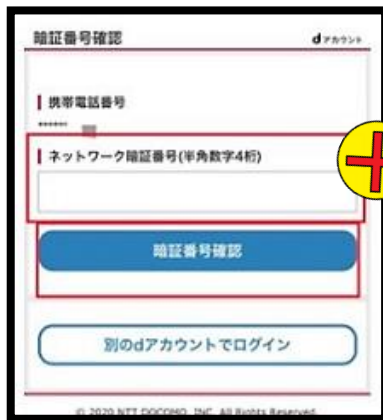 暗証番号確認
dアカウント
携帯電話番号
******
ネットワーク暗証番号(半角数字4桁)
暗証番号確認
別のdアカウントでログイン
© 2020 NTT DOCOMO, INC. All Rights Reserved.